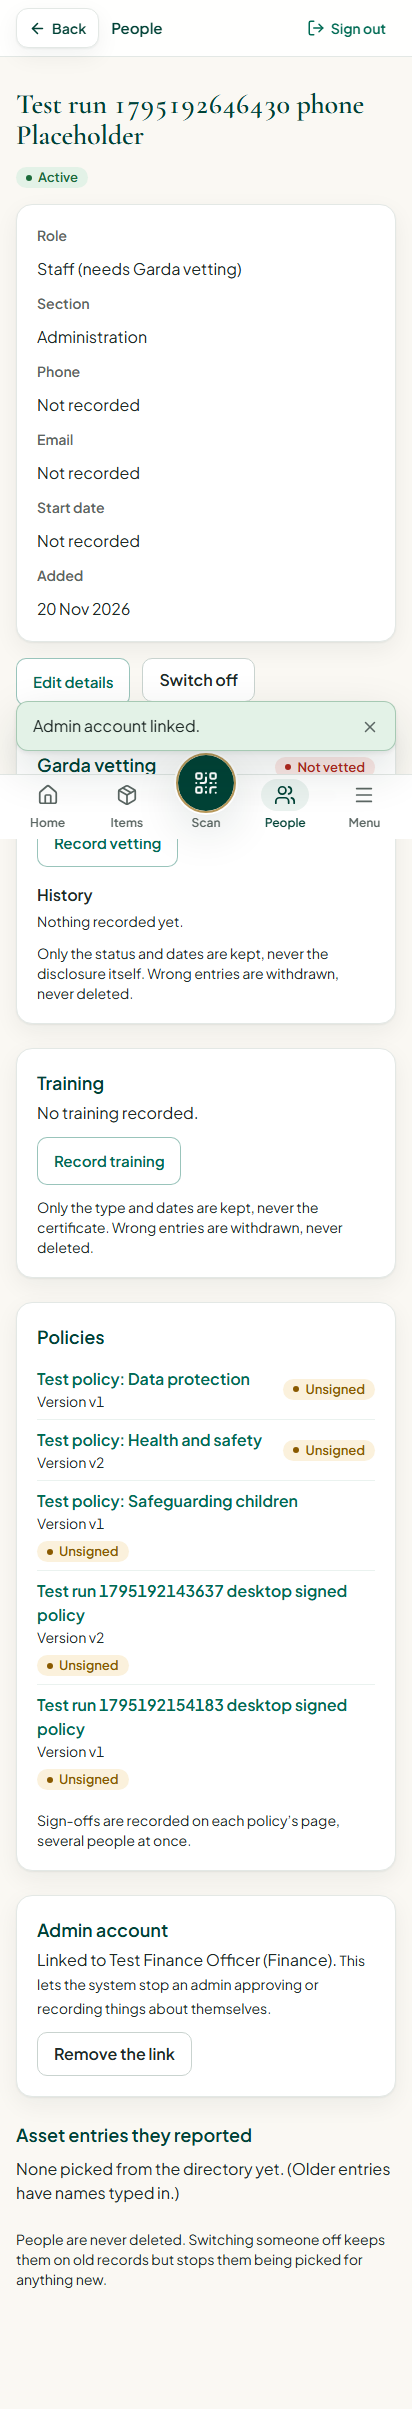 Back
People
Sign out
Test run 1795192646430 phone
Placeholder
Active
Role
Staff (needs Garda vetting)
Section
Administration
Phone
Not recorded
Email
Not recorded
Start date
Not recorded
Added
20 Nov 2026
Edit details
Switch off
Admin account linked.
Garda vetting
Not vetted
Home
Items
Scan
People
Menu
Record vetting
History
Nothing recorded yet.
Only the status and dates are kept, never the
disclosure itself. Wrong entries are withdrawn,
never deleted.
Training
No training recorded.
Record training
Only the type and dates are kept, never the
certificate. Wrong entries are withdrawn, never
deleted.
Policies
Test policy: Data protection
Unsigned
Version v1
Test policy: Health and safety
Unsigned
Version v2
Test policy: Safeguarding children
Version v1
Unsigned
Test run 1795192143637 desktop signed
policy
Version v2
Unsigned
Test run 1795192154183 desktop signed
policy
Version v1
Unsigned
Sign-offs are recorded on each policy's page,
several people at once.
Admin account
Linked to Test Finance Officer (Finance). This
lets the system stop an admin approving or
recording things about themselves.
Remove the link
Asset entries they reported
None picked from the directory yet. (Older entries
have names typed in.)
People are never deleted. Switching someone off keeps
them on old records but stops them being picked for
anything new.